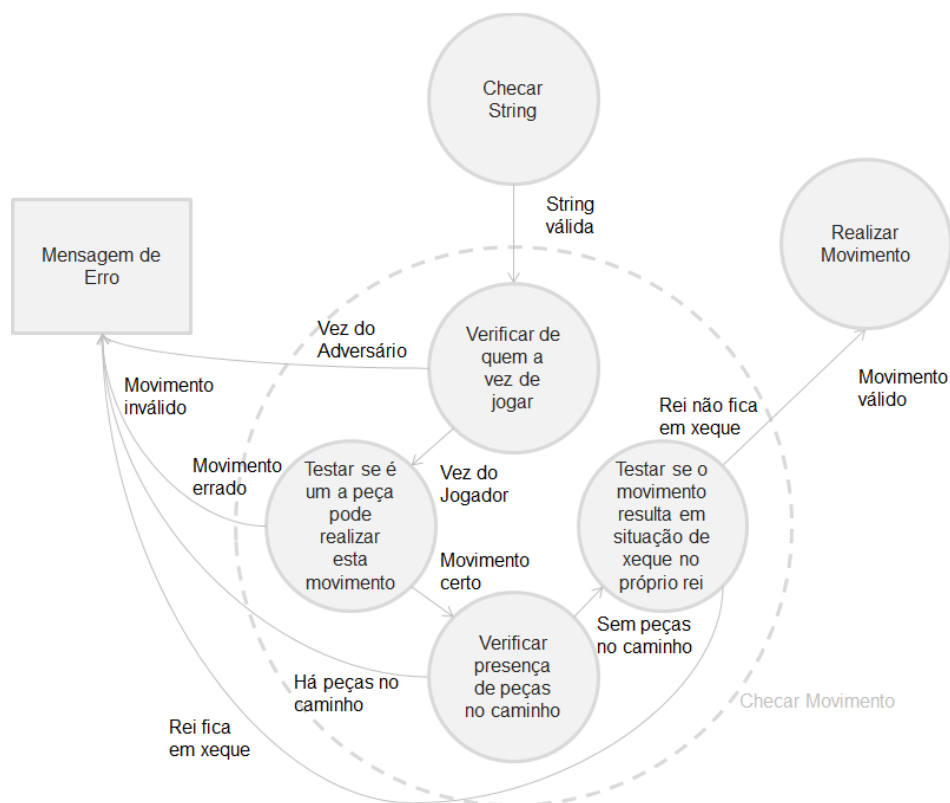 Checar
String
String
válida
Realizar
Movimento
Mensagem de
Erro
Vez do
Adversário
Verificar de
quem a
vez de
jogar
Movimento
inválido
Movimento
válido
Rei não fica
em xeque
Movimento
errado
Testar se é
um a peça
pode
realizar
esta
movimento
Vez do
Jogador
Testar se o
movimento
resulta em
situação de
xeque no
próprio rei
Movimento
certo
Sem peças
no caminho
Verificar
presença
de peças
no caminho
Há peças no
caminho
Rei fica
em xeque
Checar Movimento